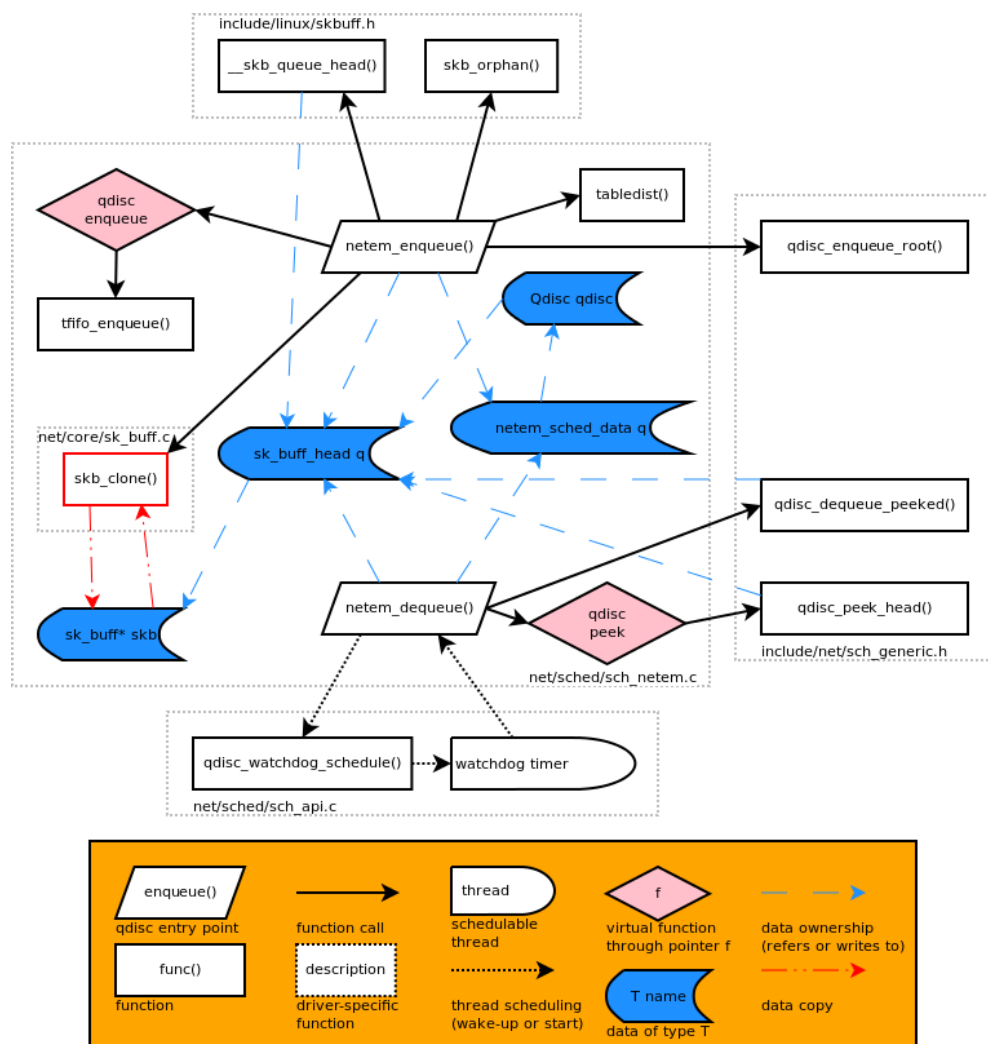 include/linux/skbuff.h
__skb_queue_head()
skb_orphan()
qdisc
enqueue
tabledist()
netem_enqueue()
qdisc_enqueue_root()
Qdisc qdisc
tfifo_enqueue()
netem_sched_data q
net/core/sk_buff.c
sk_buff_head q
skb_clone()
qdisc_dequeue_peeked()
netem_dequeue()
qdisc
peek
qdisc_peek_head()
sk_buff* skb
include/net/sch_generic.h
net/sched/sch_netem.c
qdisc_watchdog_schedule()
watchdog timer
net/sched/sch_api.c
enqueue()
qdisc entry point
function call
thread
schedulable
thread
f
virtual function
through pointer f
data ownership
(refers or writes to)
func()
function
description
driver-specific
function
thread scheduling
(wake-up or start)
T name
data of type T
data copy